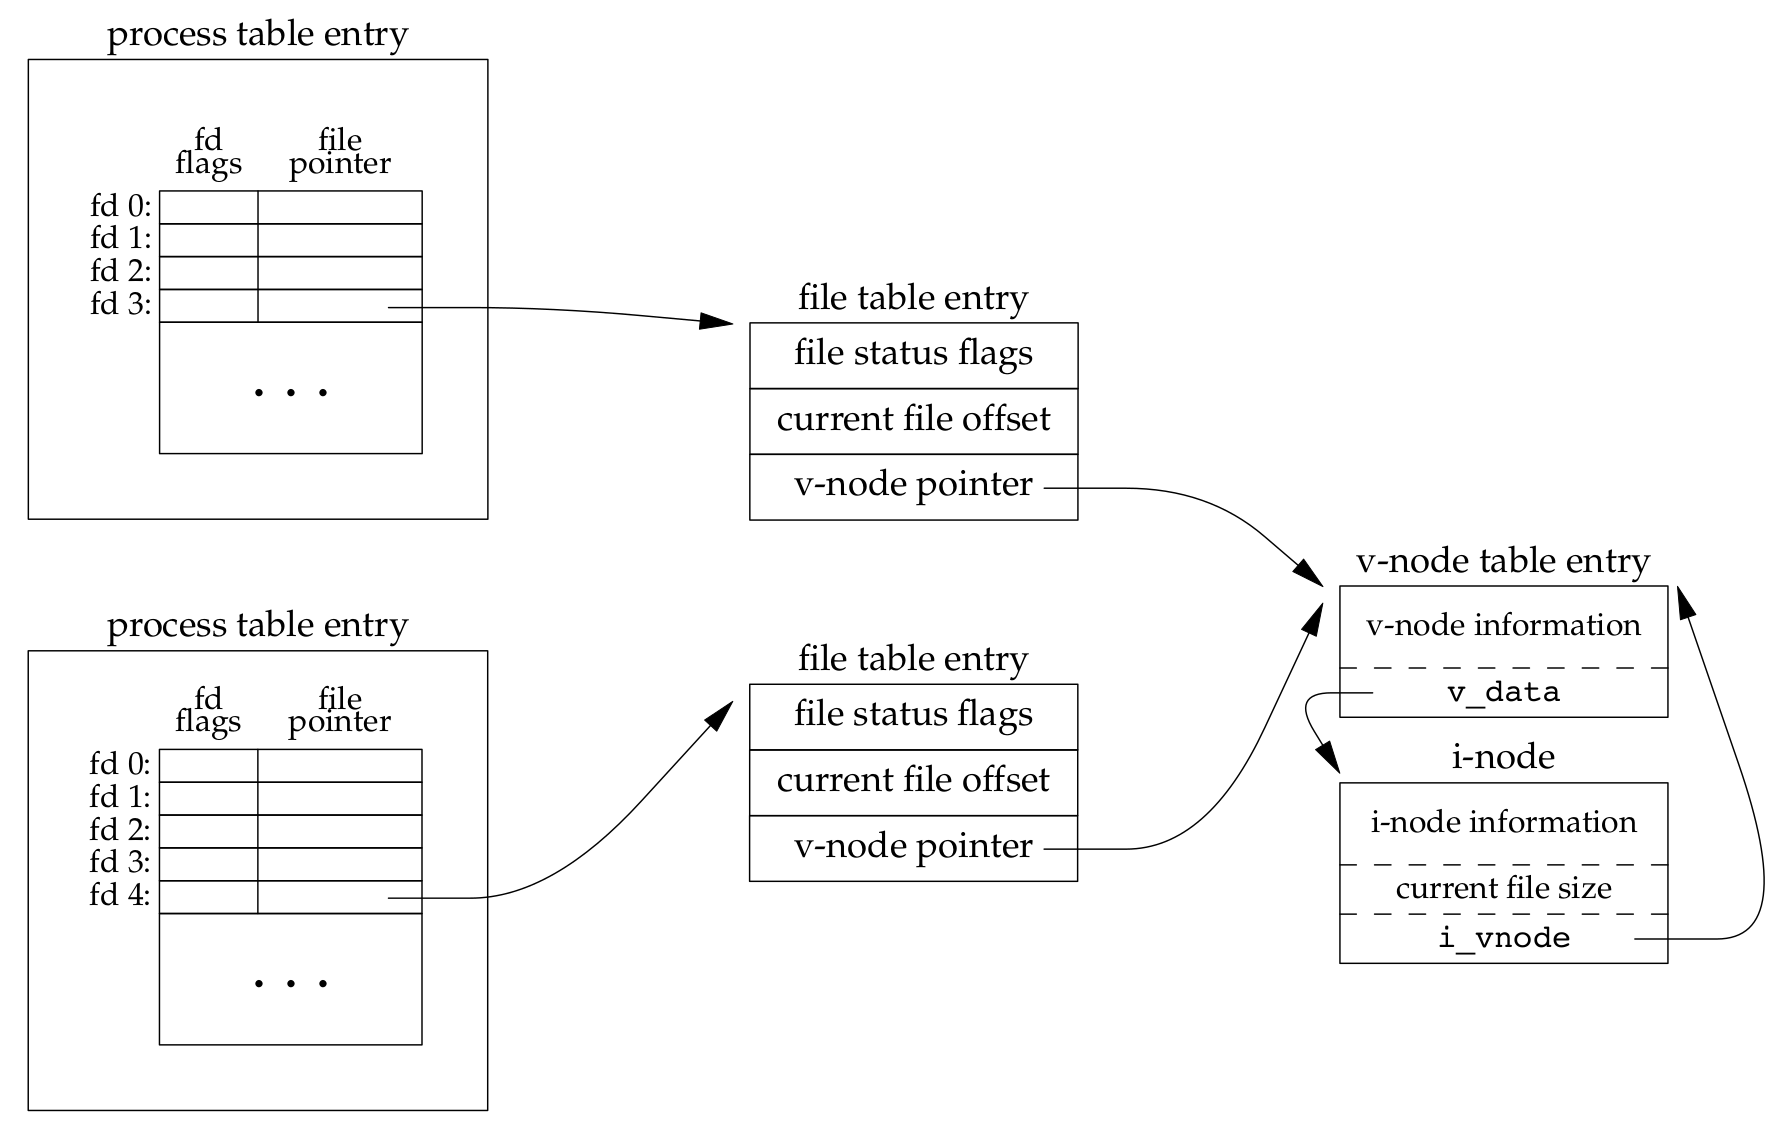 process table entry
fd
flags
file
pointer
fd 0:
fd 1:
fd 2:
fd 3:
. . .
file table entry
file status flags
current file offset
v-node pointer
process table entry
fd
flags
file
pointer
fd 0:
fd 1:
fd 2:
fd 3:
fd 4:
. . .
file table entry
file status flags
current file offset
v-node pointer
v-node table entry
v-node information
v_data
i-node
i-node information
current file size
i_vnode